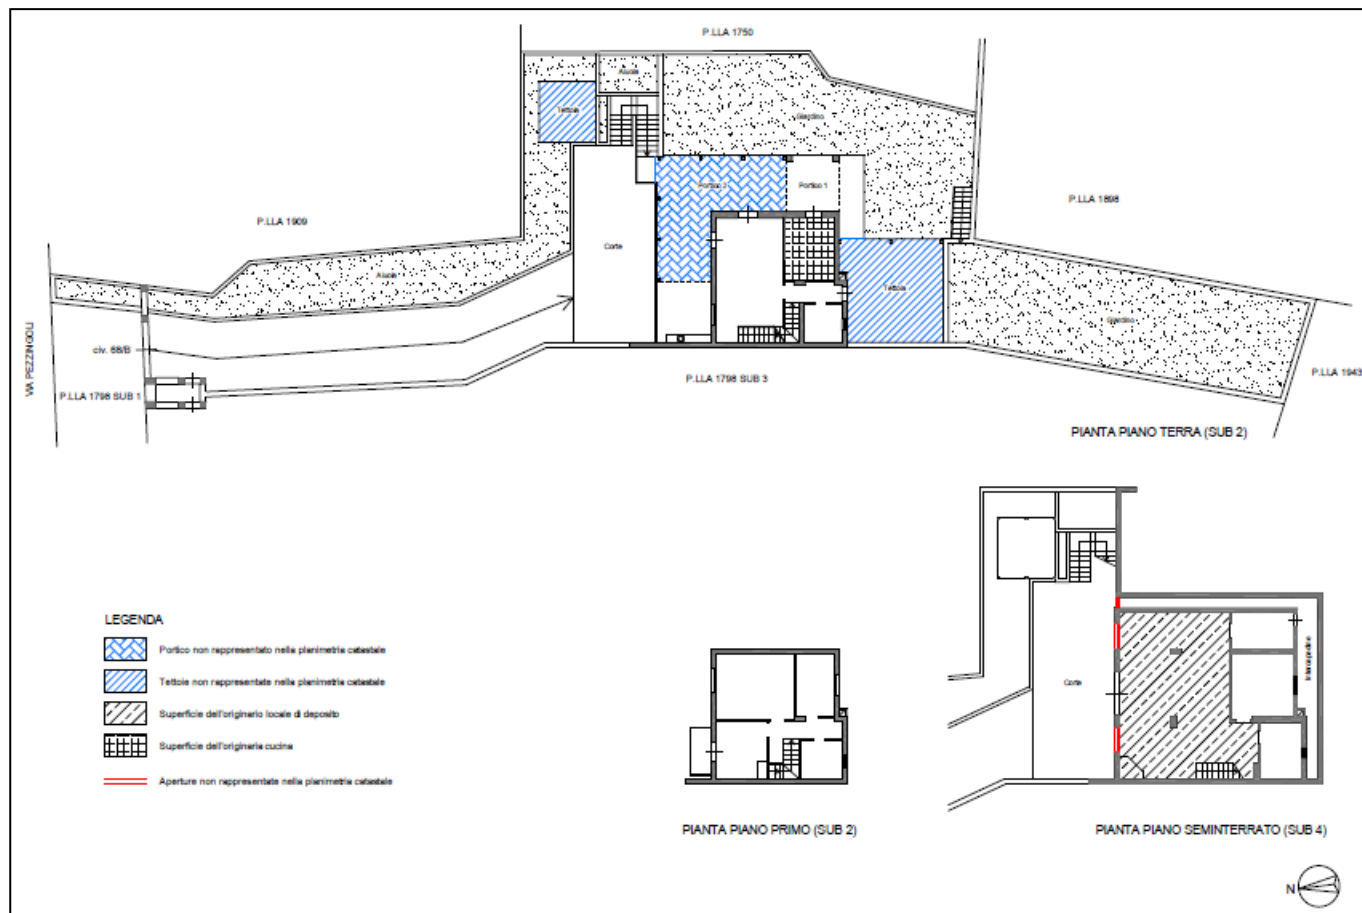 P.LLA 1750
Aiuola
Tettoia
Giardino
Portico 2
Portico 1
P.LLA 1898
P.LLA 1909
Corte
Aiuola
Tettoia
Giardino
VIA PEZZINGOLI
civ. 68/B
P.LLA 1798 SUB 1
P.LLA 1798 SUB 3
P.LLA 1943
PIANTA PIANO TERRA (SUB 2)
LEGENDA
Portico non rappresentato nella planimetria catastale
Tettoie non rappresentate nella planimetria catastale
Superficie dell'originario locale di deposito
Superficie dell'originaria cucina
Aperture non rappresentate nella planimetria catastale
Corte
Intercapedine
PIANTA PIANO PRIMO (SUB 2)
PIANTA PIANO SEMINTERRATO (SUB 4)
N